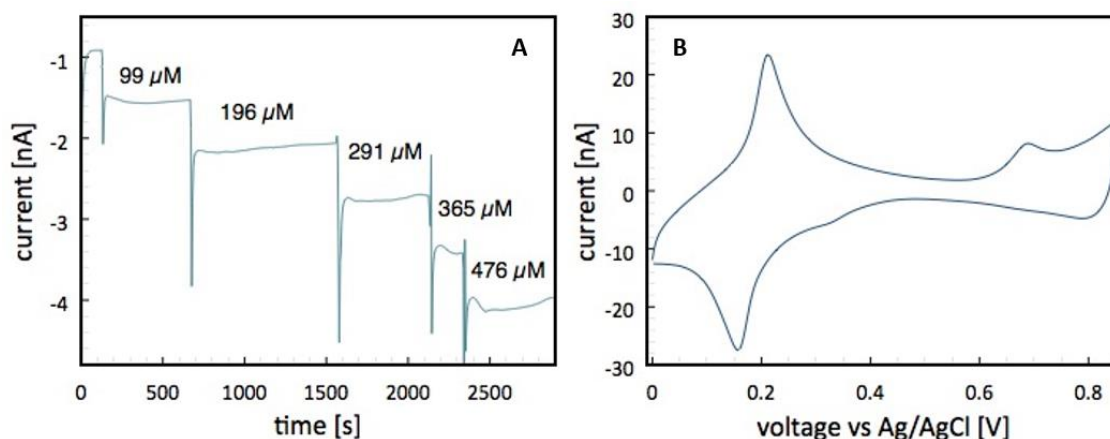 A
99 µM
196 µM
291 µM
365 µM
476 µM
-1
-2
-3
-4
current [nA]
0
500
1000
1500
2000
2500
time [s]
B
30
20
10
0
-10
-20
-30
current [nA]
0
0.2
0.4
0.6
0.8
voltage vs Ag/AgCl [V]